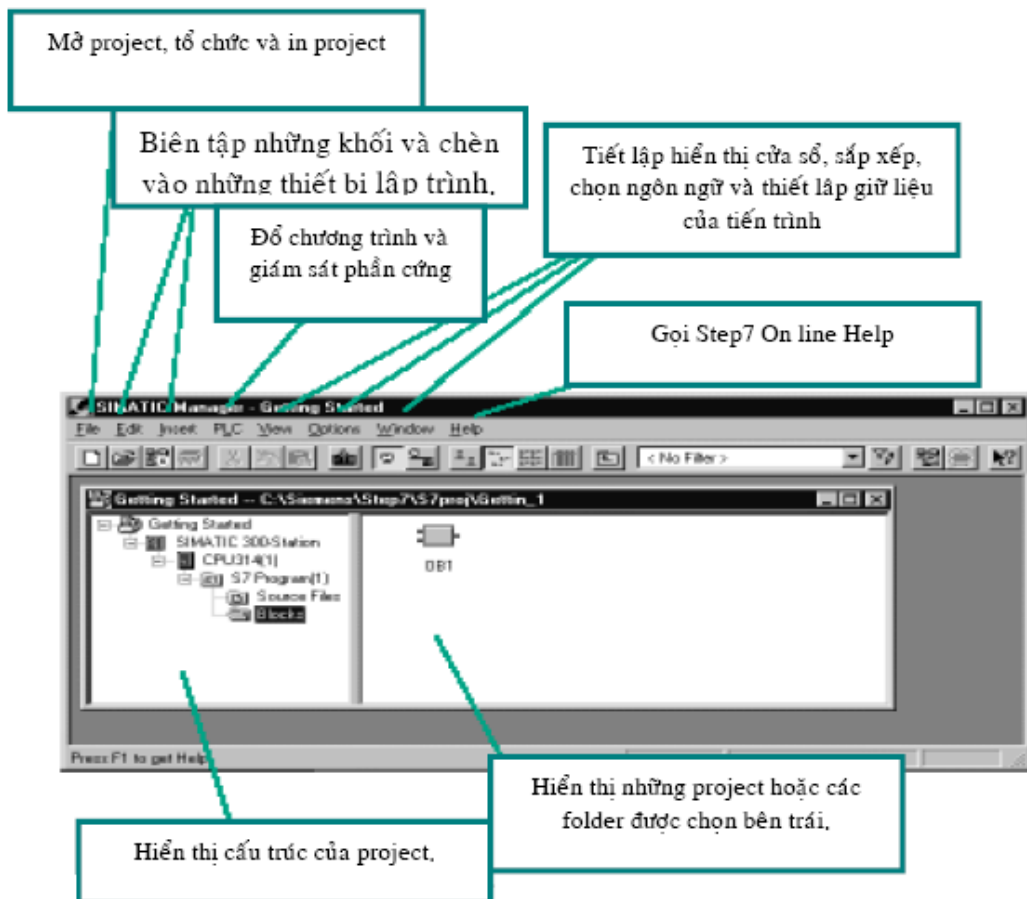 Mở project, tổ chức và in project
Biên tập những khối và chèn
vào những thiết bị lập trình.
Đổ chương trình và
giám sát phần cứng
Tiết lập hiển thị cửa sổ, sắp xếp,
chọn ngôn ngữ và thiết lâp giữ liệu
của tiến trình
Gọi Step7 On line Help
SIMATIC Manager - Getting Started
File Edit Insert PLC View Options Window Help
< No Filter >
Getting Started -- C:\Siemens\Step7\S7proj\Gettin_1
Getting Started
SIMATIC 300-Station
CPU314(1)
S7 Program(1)
Source Files
Blocks
OB1
Press F1 to get Help
Hiển thị những project hoặc các
folder được chọn bên trái.
Hiển thị cấu trúc của project.